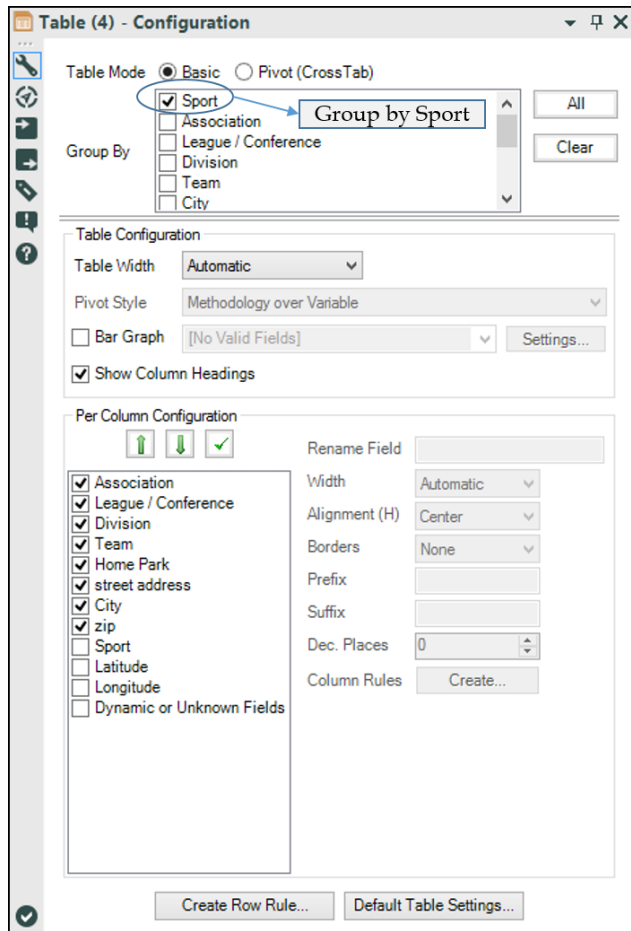 Table (4) - Configuration
Table Mode Basic Pivot (CrossTab)
Group By
Sport
Association
League / Conference
Division
Team
City
Group by Sport
All
Clear
Table Configuration
Table Width Automatic
Pivot Style Methodology over Variable
Bar Graph [No Valid Fields] Settings...
Show Column Headings
Per Column Configuration
Association
League / Conference
Division
Team
Home Park
street address
City
zip
Sport
Latitude
Longitude
Dynamic or Unknown Fields
Rename Field
Width Automatic
Alignment (H) Center
Borders None
Prefix
Suffix
Dec. Places 0
Column Rules Create...
Create Row Rule... Default Table Settings...